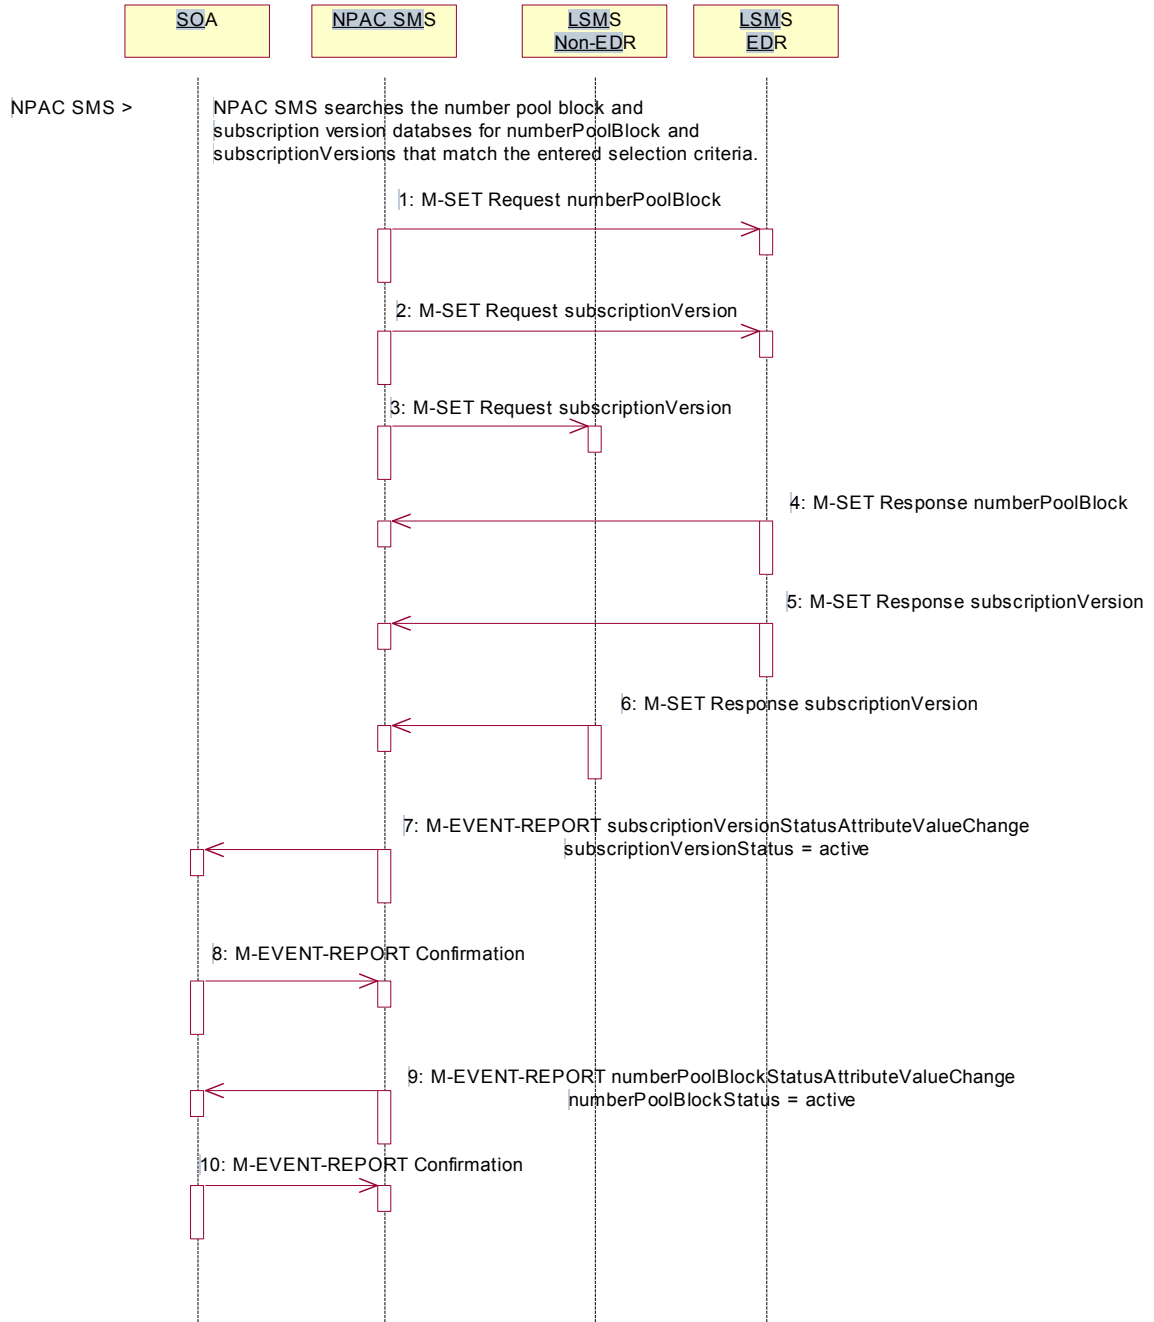 SOA
NPAC SMS
LSMS
Non-EDR
LSMS
EDR
NPAC SMS >
NPAC SMS searches the number pool block and
subscription version databses for numberPoolBlock and
subscriptionVersions that match the entered selection criteria.
1: M-SET Request numberPoolBlock
2: M-SET Request subscriptionVersion
3: M-SET Request subscriptionVersion
4: M-SET Response numberPoolBlock
5: M-SET Response subscriptionVersion
6: M-SET Response subscriptionVersion
7: M-EVENT-REPORT subscriptionVersionStatusAttributeValueChange
subscriptionVersionStatus = active
8: M-EVENT-REPORT Confirmation
9: M-EVENT-REPORT numberPoolBlockStatusAttributeValueChange
numberPoolBlockStatus = active
10: M-EVENT-REPORT Confirmation